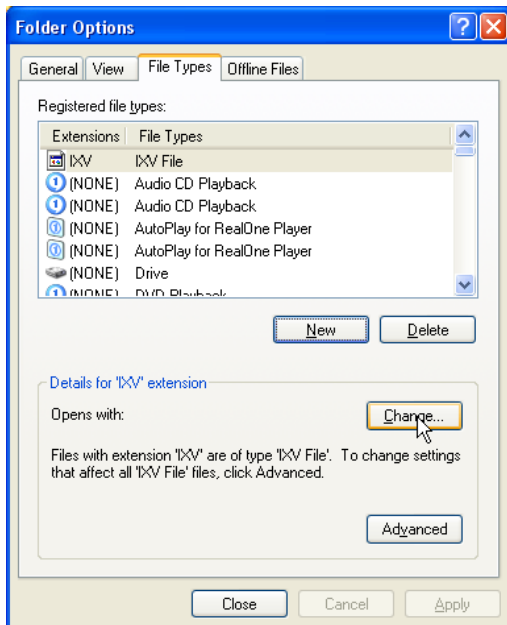 Folder Options
General View File Types Offline Files
Registered file types:
Extensions File Types
IXV IXV File
(NONE) Audio CD Playback
(NONE) Audio CD Playback
(NONE) AutoPlay for RealOne Player
(NONE) AutoPlay for RealOne Player
(NONE) Drive
(NONE) DVD Playback
New Delete
Details for 'IXV' extension
Opens with: Change...
Files with extension 'IXV' are of type 'IXV File'. To change settings
that affect all 'IXV File' files, click Advanced.
Advanced
Close Cancel Apply